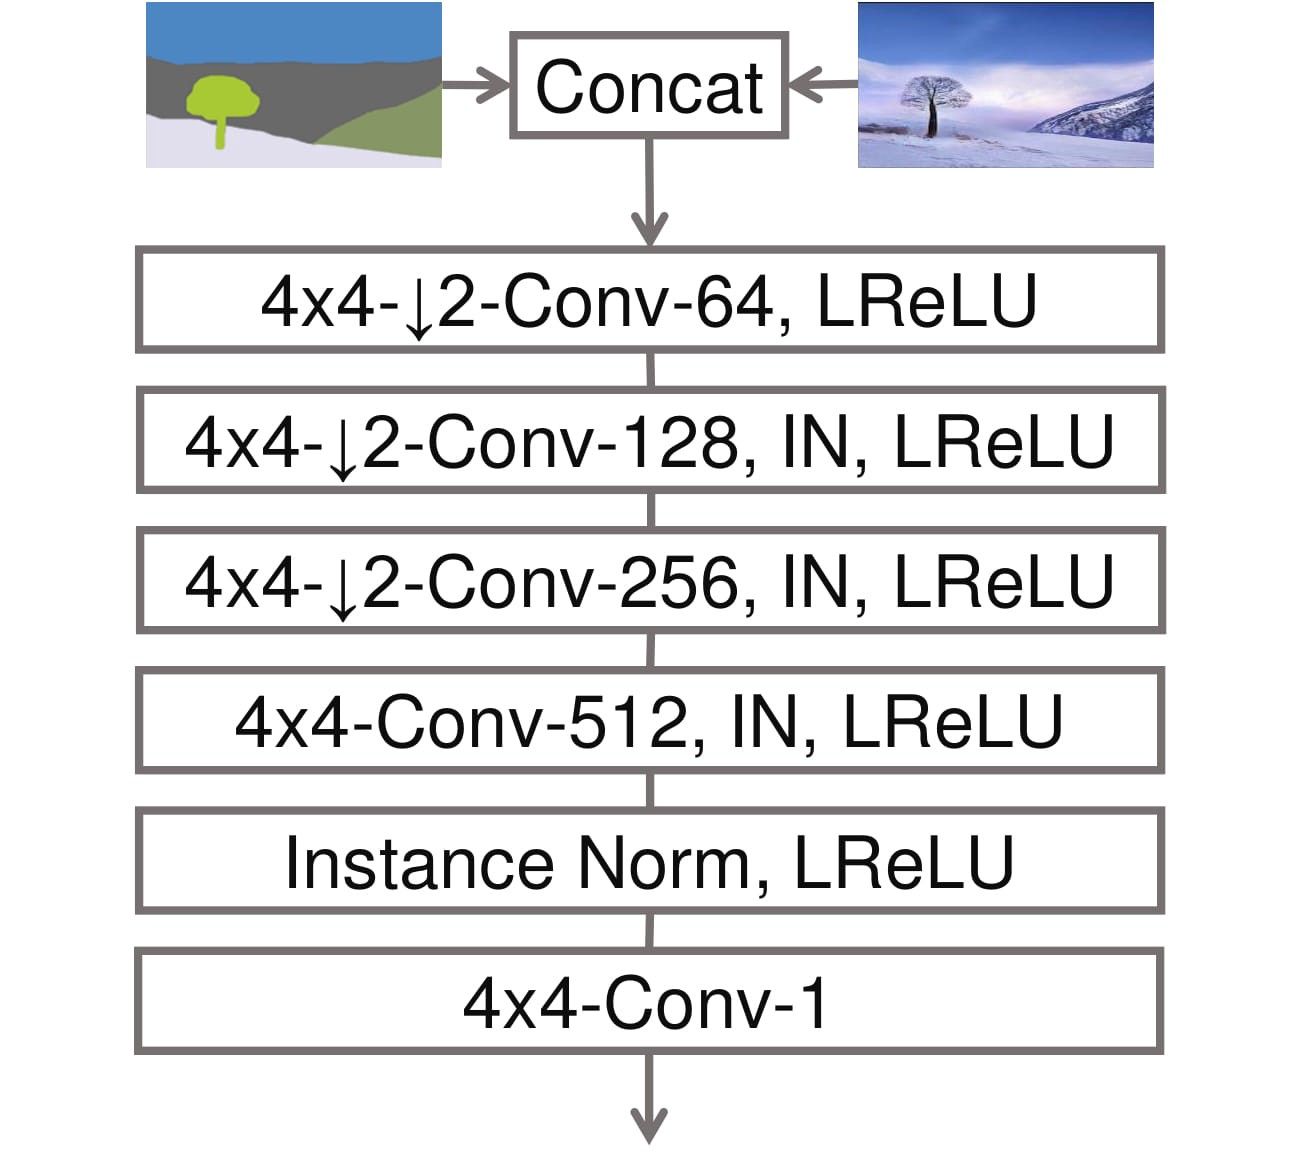 Concat
4x4-↓2-Conv-64, LReLU
4x4-↓2-Conv-128, IN, LReLU
4x4-↓2-Conv-256, IN, LReLU
4x4-Conv-512, IN, LReLU
Instance Norm, LReLU
4x4-Conv-1